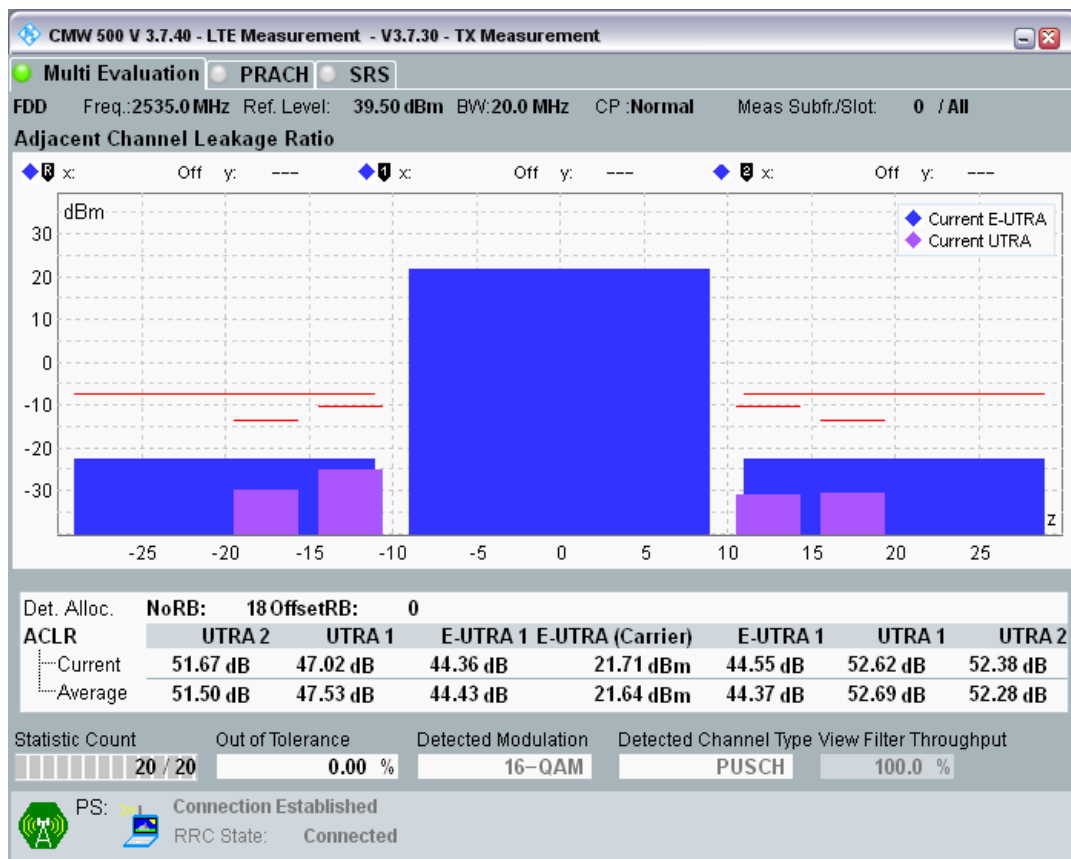 CMW 500 V 3.7.40 - LTE Measurement - V3.7.30 - TX Measurement
Multi Evaluation PRACH SRS
FDD Freq.:2535.0 MHz Ref. Level: 39.50 dBm BW:20.0 MHz CP :Normal Meas Subfr./Slot: 0 / All
Adjacent Channel Leakage Ratio
R x: Off y: --- 1 x: Off y: --- 2 x: Off y: ---
dBm
Current E-UTRA
Current UTRA
30
20
10
0
-10
-20
-30
z
-25 -20 -15 -10 -5 0 5 10 15 20 25
Det. Alloc. NoRB: 18 OffsetRB: 0
ACLR UTRA 2 UTRA 1 E-UTRA 1 E-UTRA (Carrier) E-UTRA 1 UTRA 1 UTRA 2
Current 51.67 dB 47.02 dB 44.36 dB 21.71 dBm 44.55 dB 52.62 dB 52.38 dB
Average 51.50 dB 47.53 dB 44.43 dB 21.64 dBm 44.37 dB 52.69 dB 52.28 dB
Statistic Count Out of Tolerance Detected Modulation Detected Channel Type View Filter Throughput
20 / 20 0.00 % 16-QAM PUSCH 100.0 %
PS: Connection Established
RRC State: Connected